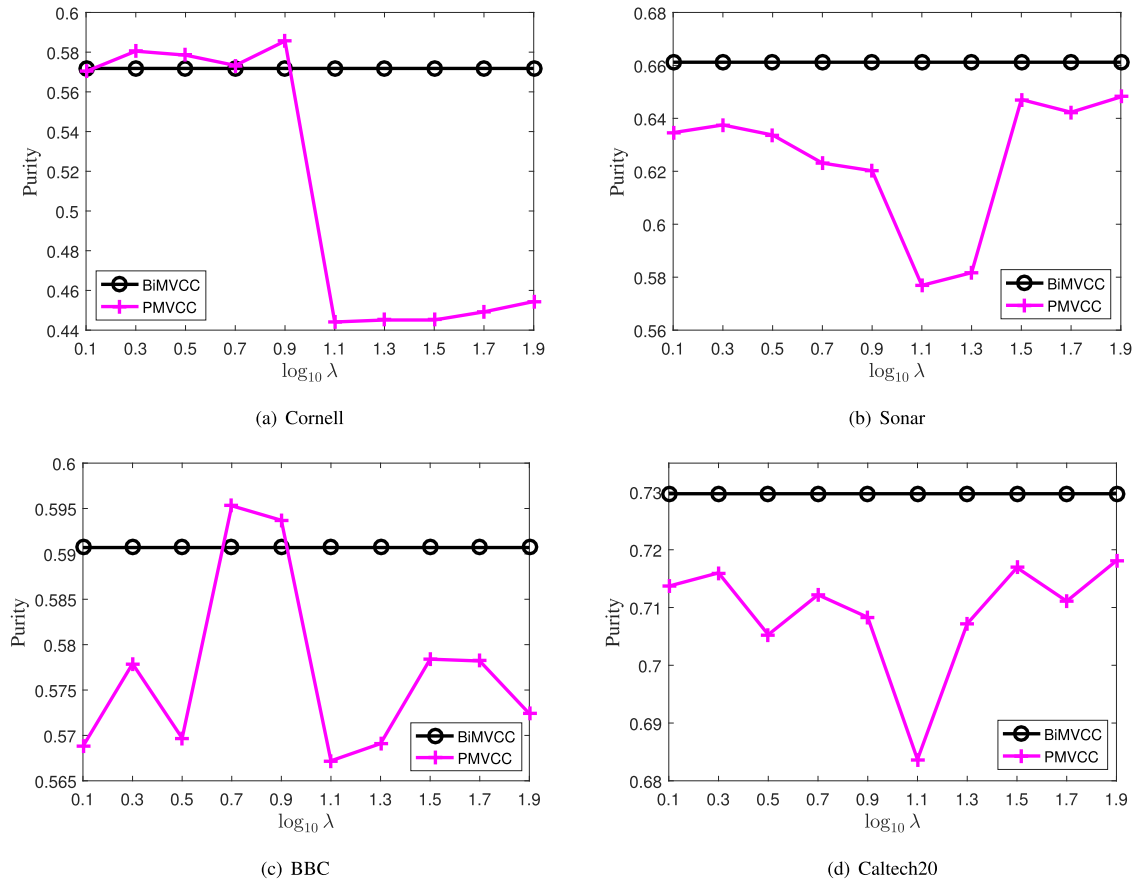 0.6
0.58
0.56
0.54
0.52
0.5
0.48
0.46
0.44
Purity
BiMVCC
PMVCC
0.1 0.3 0.5 0.7 0.9 1.1 1.3 1.5 1.7 1.9
log₁₀ λ
(a) Cornell
0.68
0.66
0.64
0.62
0.6
0.58
0.56
Purity
BiMVCC
PMVCC
0.1 0.3 0.5 0.7 0.9 1.1 1.3 1.5 1.7 1.9
log₁₀ λ
(b) Sonar
0.6
0.595
0.59
0.585
0.58
0.575
0.57
0.565
Purity
BiMVCC
PMVCC
0.1 0.3 0.5 0.7 0.9 1.1 1.3 1.5 1.7 1.9
log₁₀ λ
(c) BBC
0.73
0.72
0.71
0.7
0.69
0.68
Purity
BiMVCC
PMVCC
0.1 0.3 0.5 0.7 0.9 1.1 1.3 1.5 1.7 1.9
log₁₀ λ
(d) Caltech20